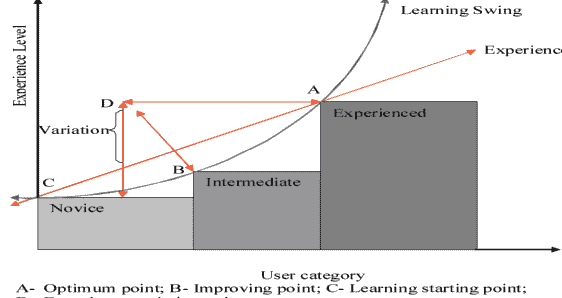 Learning Swing
Experience
Experience Level
A
D
Experienced
Variation
B
C
Intermediate
Novice
User category
A- Optimum point; B- Improving point; C- Learning starting point;